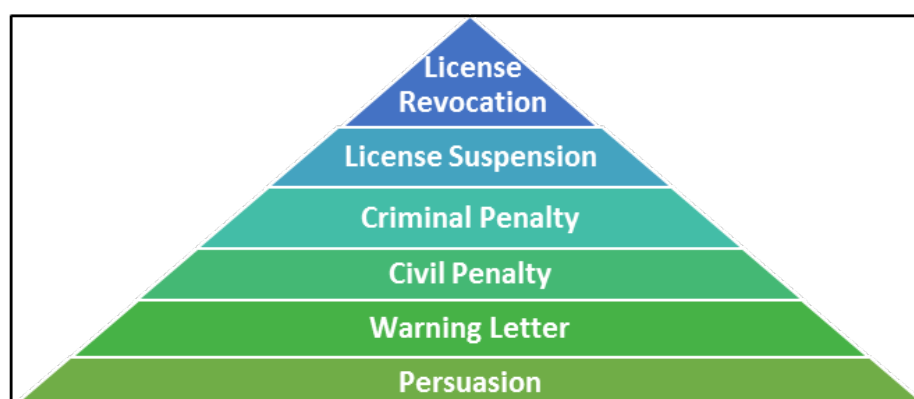 License
Revocation
License Suspension
Criminal Penalty
Civil Penalty
Warning Letter
Persuasion